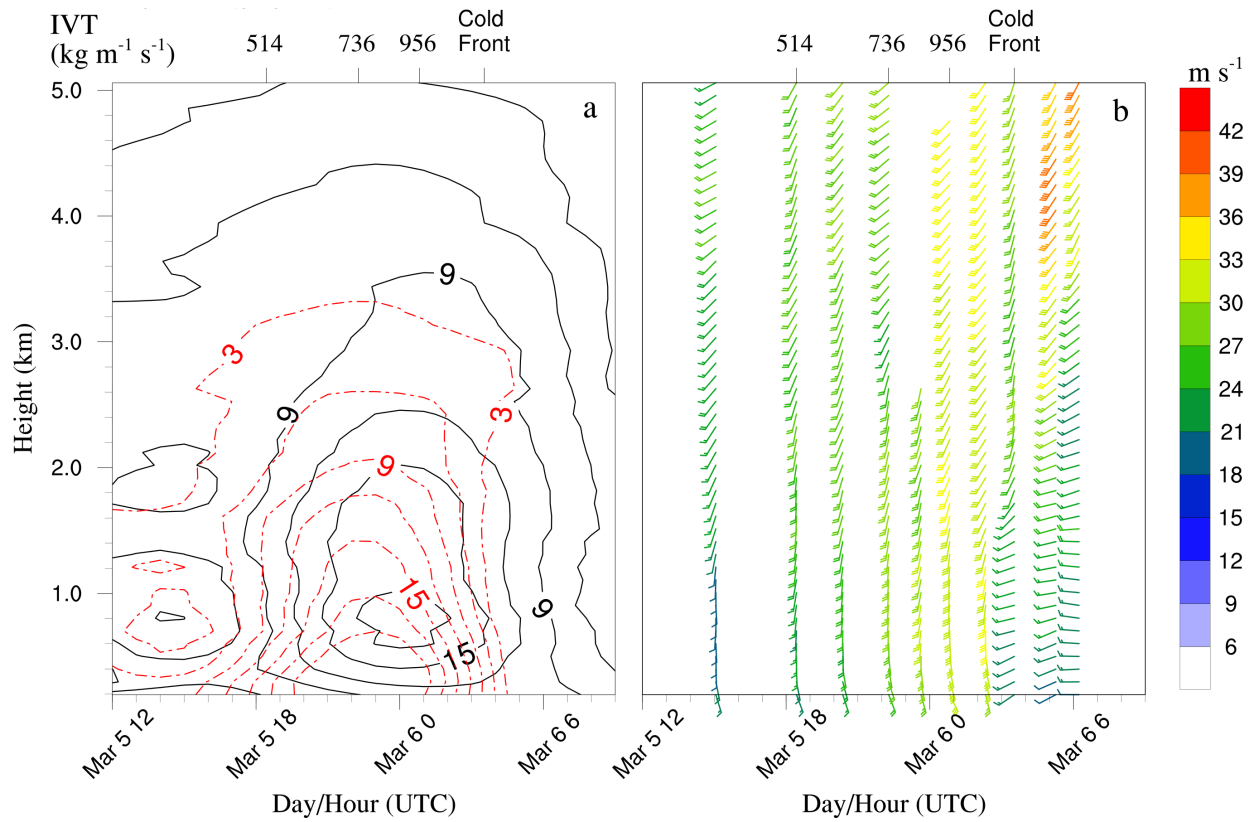 IVT
(kg m⁻¹ s⁻¹)
514
736
956
Cold
Front
514
736
956
Cold
Front
m s⁻¹
a
b
5.0
4.0
3.0
2.0
1.0
Height (km)
9
3
9
3
9
15
9
15
42
39
36
33
30
27
24
21
18
15
12
9
6
Mar 5 12
Mar 5 18
Mar 6 0
Mar 6 6
Mar 5 12
Mar 5 18
Mar 6 0
Mar 6 6
Day/Hour (UTC)
Day/Hour (UTC)